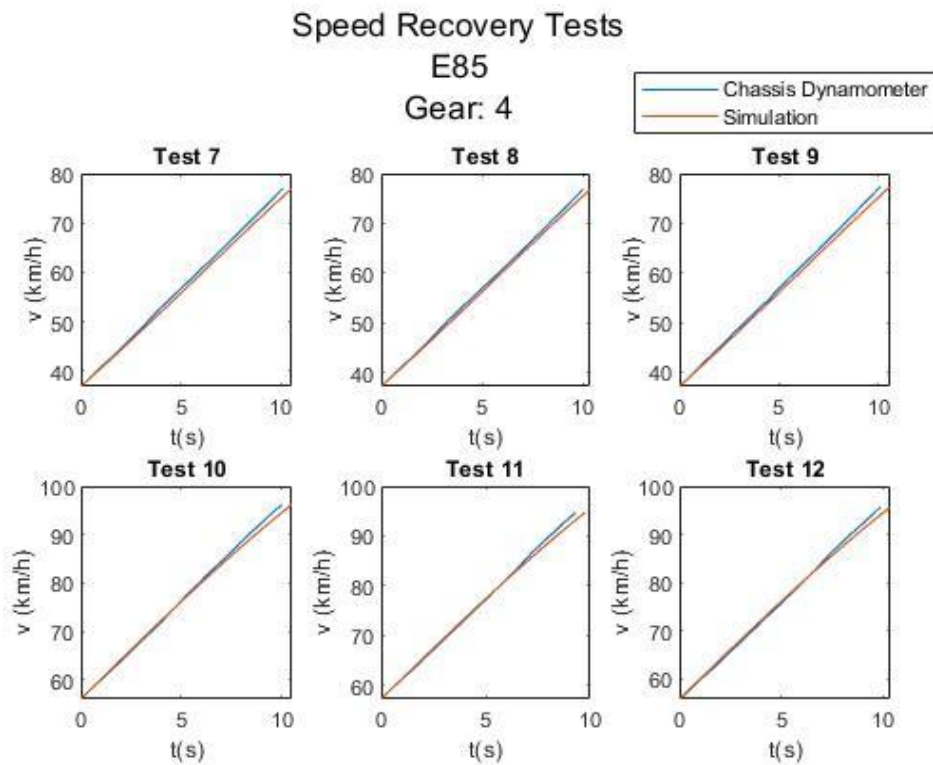 Speed Recovery Tests
E85
Gear: 4
Chassis Dynamometer
Simulation
Test 7
80
70
60
50
40
v (km/h)
0 5 10
t(s)
Test 8
80
70
60
50
40
v (km/h)
0 5 10
t(s)
Test 9
80
70
60
50
40
v (km/h)
0 5 10
t(s)
Test 10
100
90
80
70
60
v (km/h)
0 5 10
t(s)
Test 11
100
90
80
70
60
v (km/h)
0 5 10
t(s)
Test 12
100
90
80
70
60
v (km/h)
0 5 10
t(s)